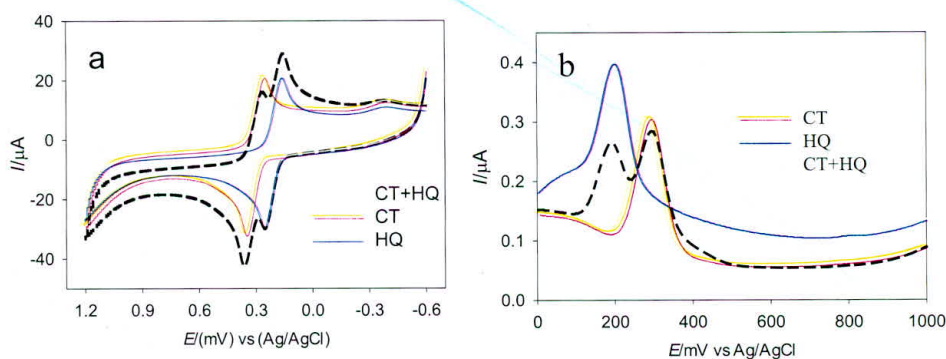 a
I/μA
40
20
0
-20
-40
CT+HQ
CT
HQ
1.2 0.9 0.6 0.3 0.0 -0.3 -0.6
E/(mV) vs (Ag/AgCl)
b
I/μA
0.4
0.3
0.2
0.1
0.0
CT
HQ
CT+HQ
0 200 400 600 800 1000
E/mV vs Ag/AgCl